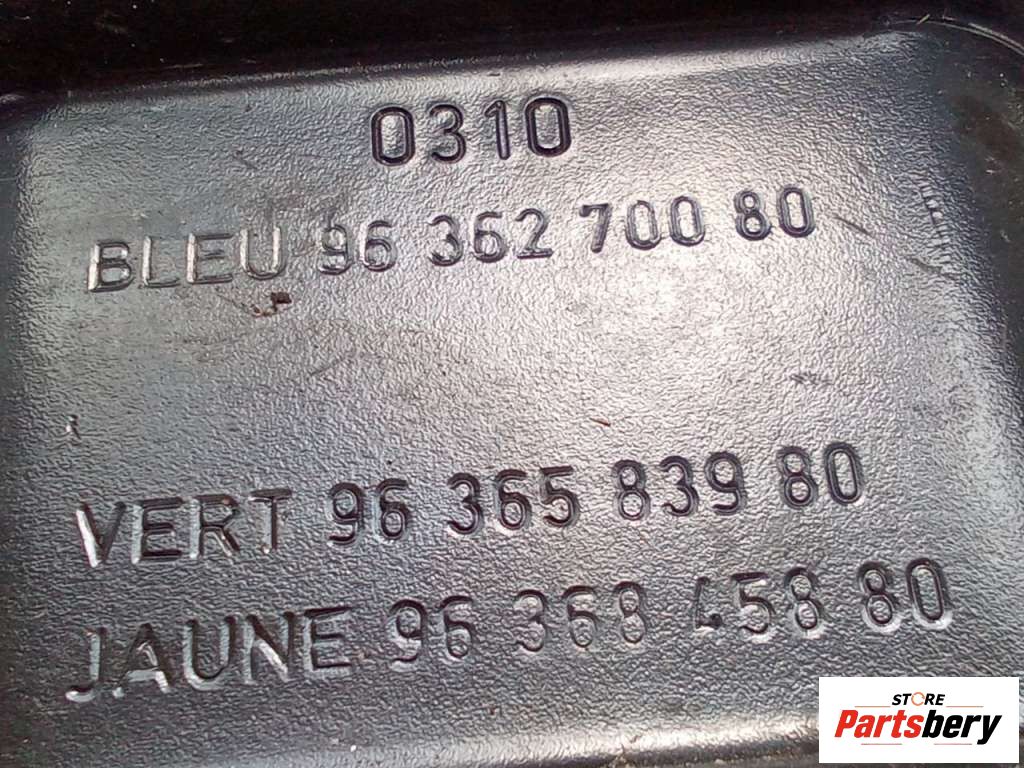 0310
BLEU 96 362 700 80
VERT 96 365 839 80
JAUNE 96 368 458 80
STORE
Partsbery